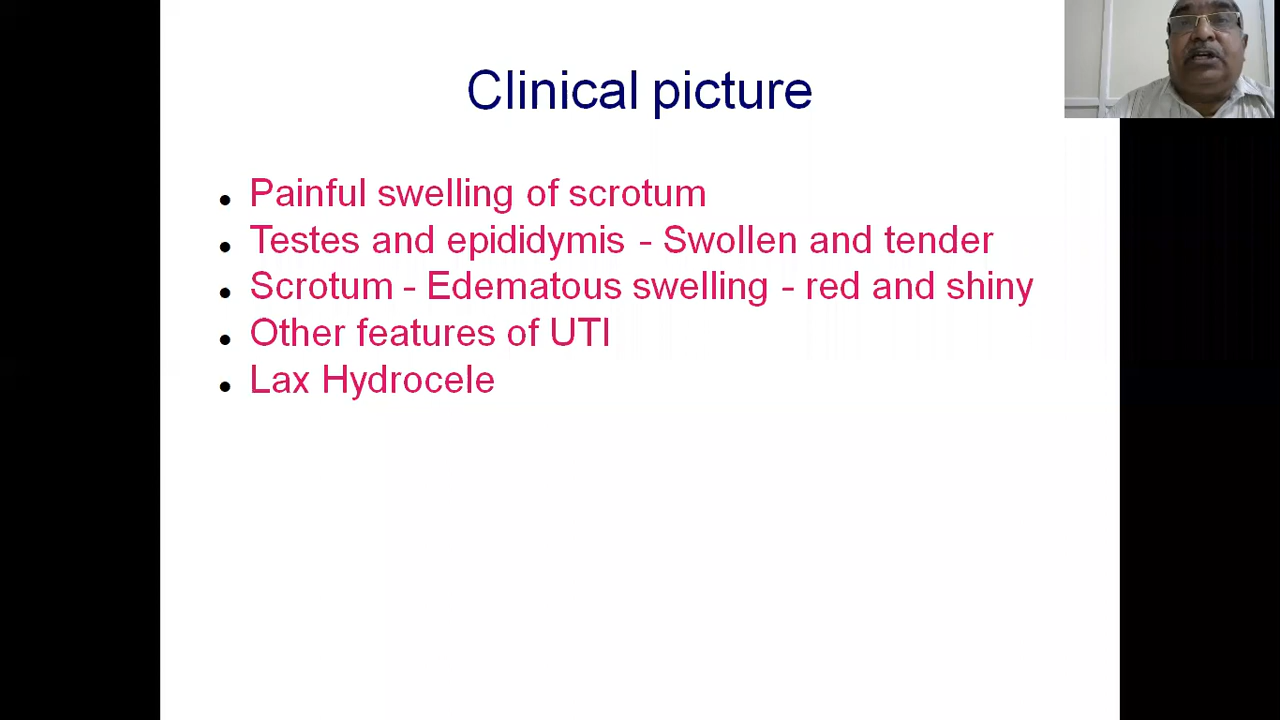 Clinical picture
Painful swelling of scrotum
Testes and epididymis - Swollen and tender
Scrotum - Edematous swelling - red and shiny
Other features of UTI
Lax Hydrocele